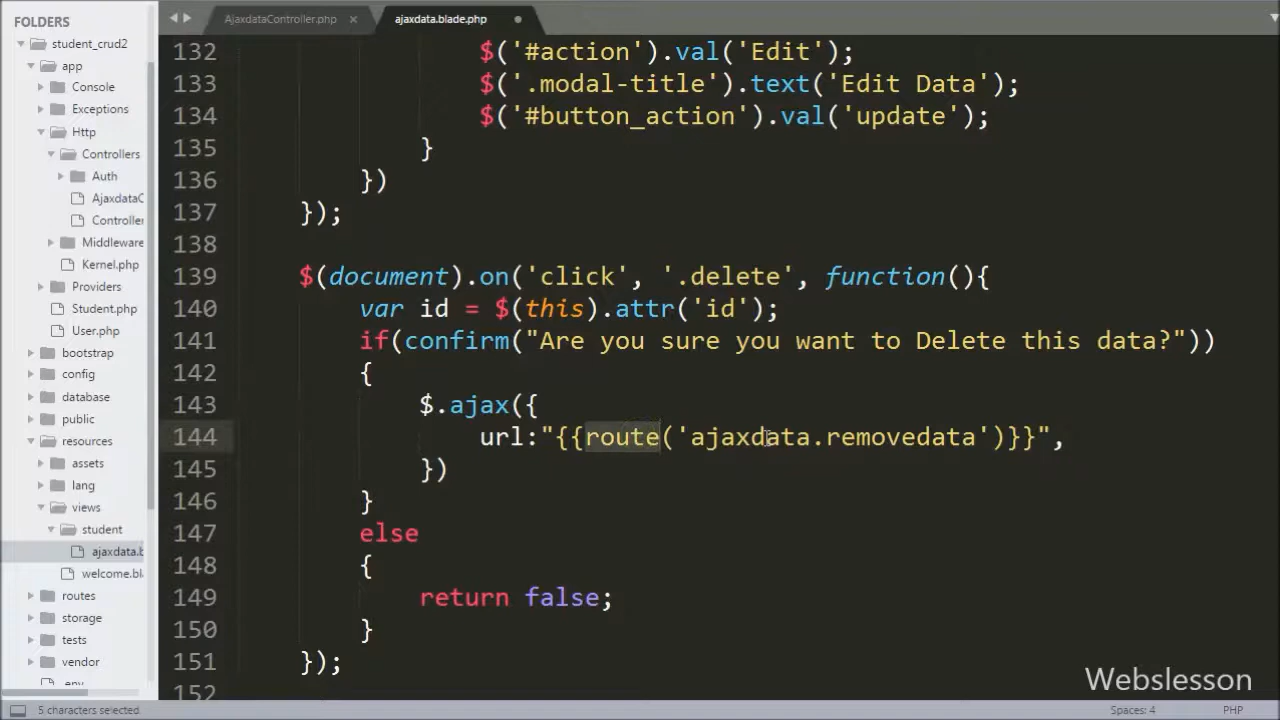 FOLDERS
student_crud2
app
Console
Exceptions
Http
Controllers
Auth
AjaxdataC
Controller
Middleware
Kernel.php
Providers
Student.php
User.php
bootstrap
config
database
public
resources
assets
lang
views
student
ajaxdata.b
welcome.bl
routes
storage
tests
vendor
.env
AjaxdataController.php ×
ajaxdata.blade.php
132 $('#action').val('Edit');
133 $('.modal-title').text('Edit Data');
134 $('#button_action').val('update');
135 }
136 })
137 });
138
139 $(document).on('click', '.delete', function(){
140 var id = $(this).attr('id');
141 if(confirm("Are you sure you want to Delete this data?"))
142 {
143 $.ajax({
144 url:"{{route('ajaxdata.removedata')}}",
145 })
146 }
147 else
148 {
149 return false;
150 }
151 });
152
Webslesson
5 characters selected
Spaces: 4
PHP